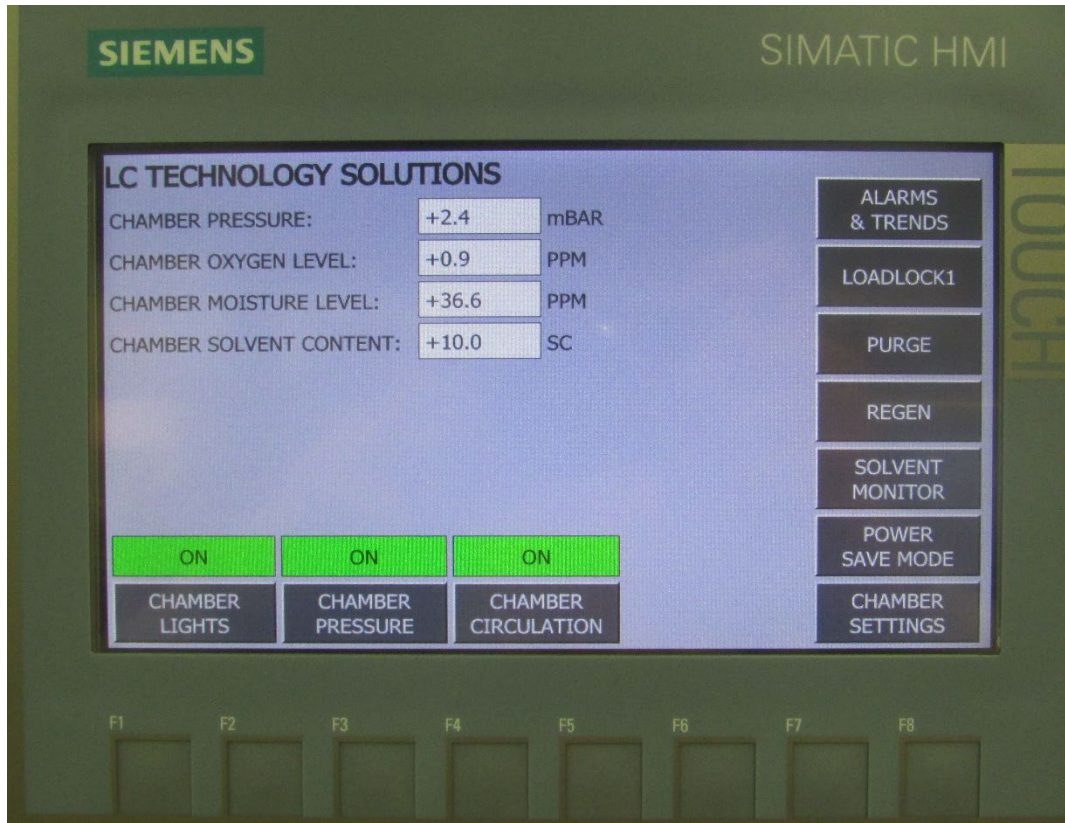 SIEMENS
SIMATIC HMI
TOUCH
LC TECHNOLOGY SOLUTIONS
CHAMBER PRESSURE: +2.4 mBAR
CHAMBER OXYGEN LEVEL: +0.9 PPM
CHAMBER MOISTURE LEVEL: +36.6 PPM
CHAMBER SOLVENT CONTENT: +10.0 SC
ALARMS
& TRENDS
LOADLOCK1
PURGE
REGEN
SOLVENT
MONITOR
POWER
SAVE MODE
CHAMBER
SETTINGS
ON ON ON
CHAMBER
LIGHTS
CHAMBER
PRESSURE
CHAMBER
CIRCULATION
F1 F2 F3 F4 F5 F6 F7 F8